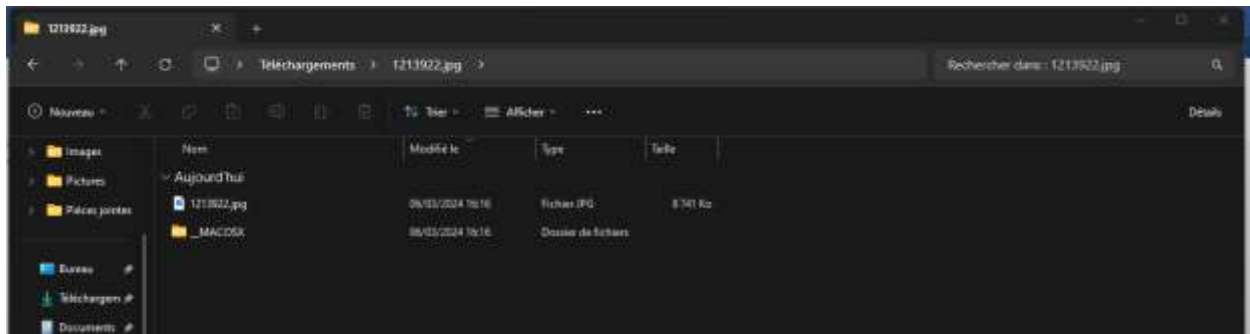 1213922.jpg
Téléchargements > 1213922.jpg >
Rechercher dans : 1213922.jpg
Nouveau
Trier
Afficher
Détails
Images
Pictures
Pièces jointes
Bureau
Téléchargem
Documents
Nom Modifié le Type Taille
Aujourd'hui
1213922.jpg 06/03/2024 16:16 Fichier JPG 8 741 Ko
__MACOSX 06/03/2024 16:16 Dossier de fichiers